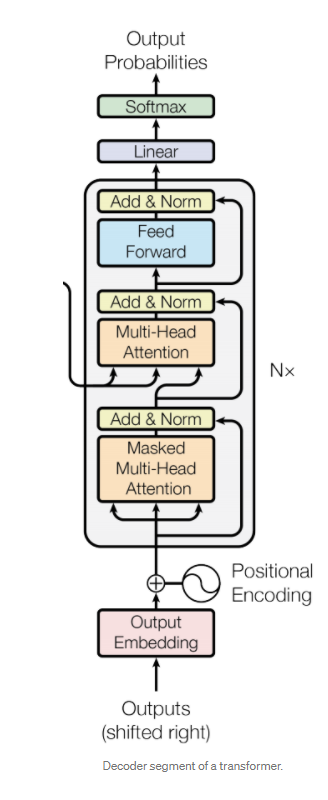 Output
Probabilities
Softmax
Linear
Add & Norm
Feed
Forward
Add & Norm
Multi-Head
Attention
N×
Add & Norm
Masked
Multi-Head
Attention
Positional
Encoding
Output
Embedding
Outputs
(shifted right)
Decoder segment of a transformer.